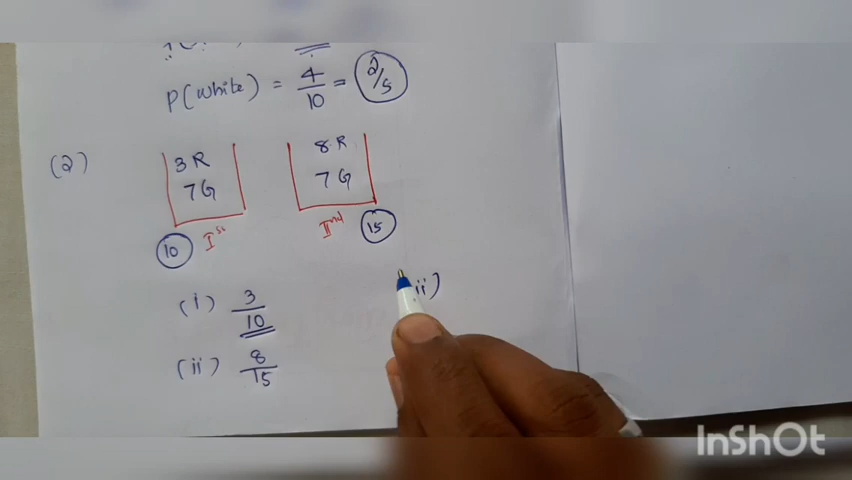 P(white) = 4/10 = 2/5
(2)
3R
7G
10
Ist
8R
7G
IInd
15
(i) 3/10
(ii) 8/15
ii)
InShOt